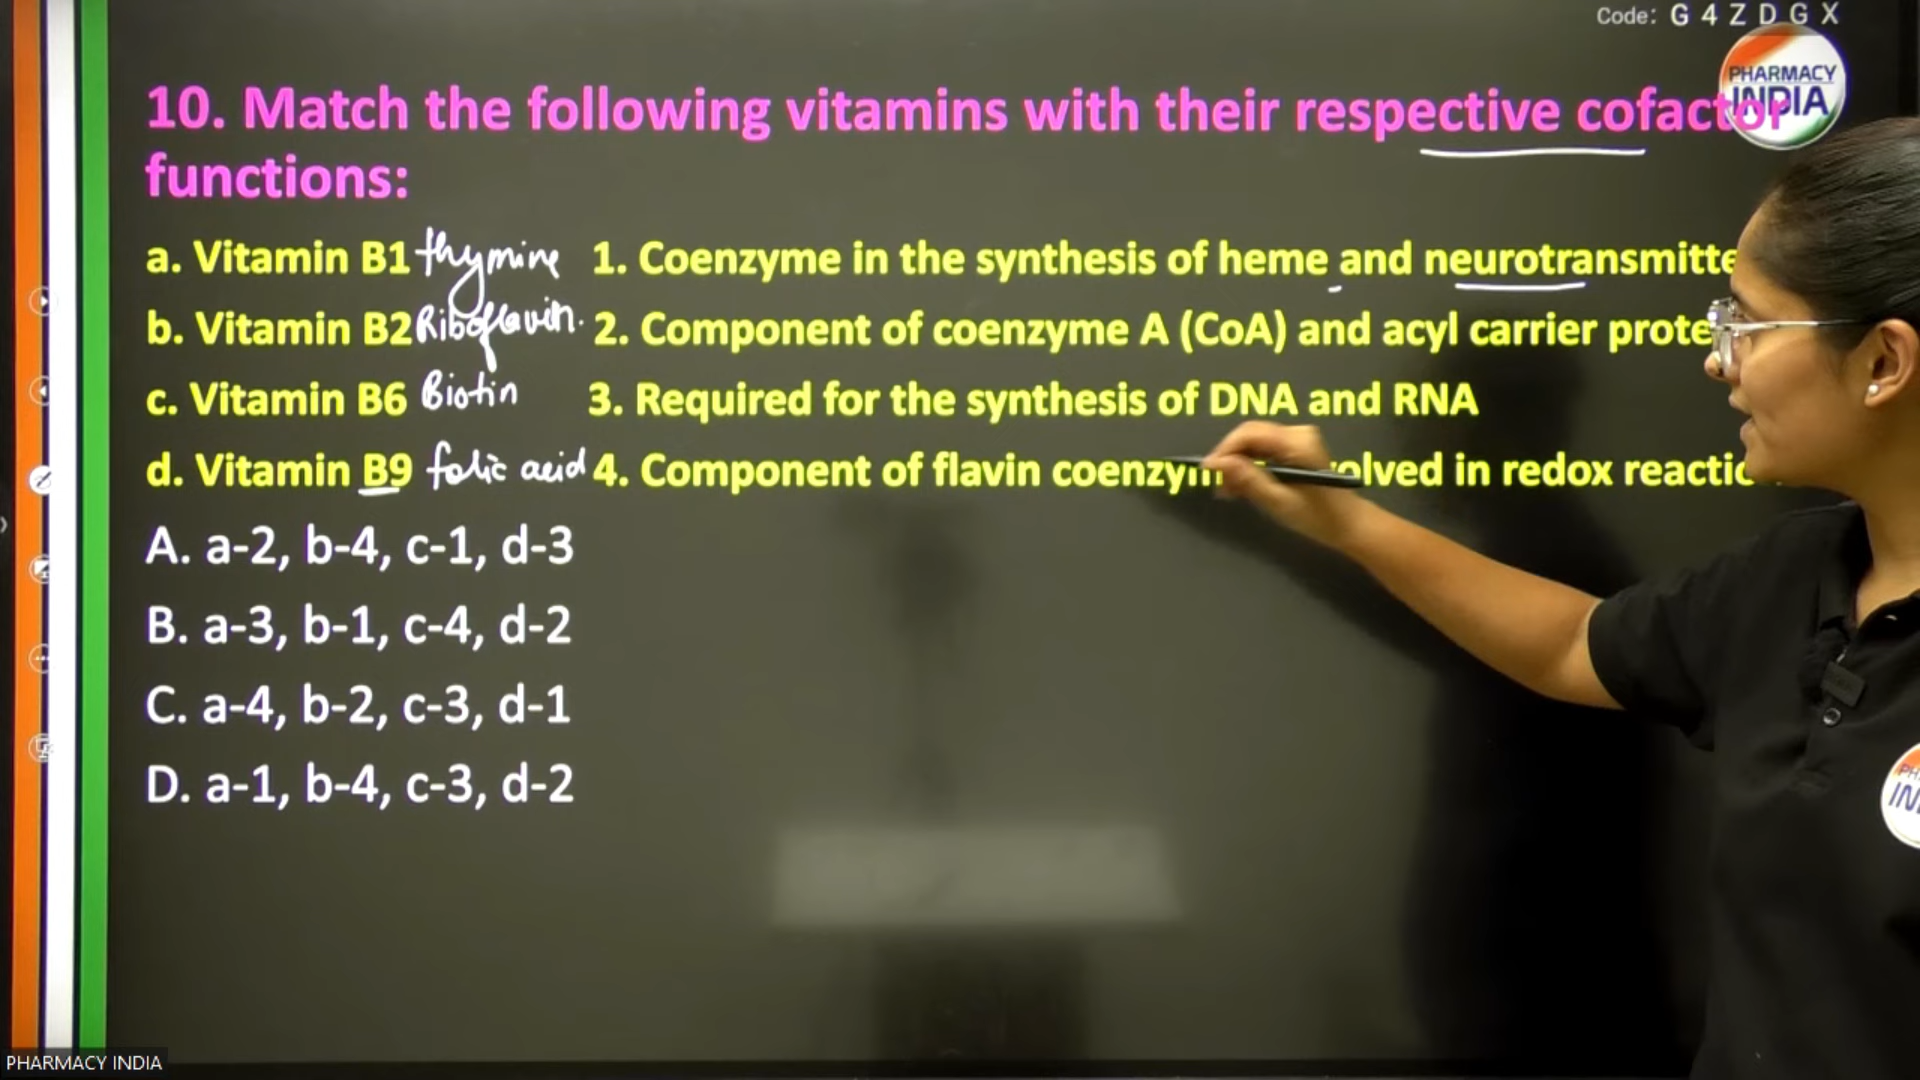 Code: G 4 Z D G X
PHARMACY
INDIA
10. Match the following vitamins with their respective cofactor
functions:
a. Vitamin B1 thymine 1. Coenzyme in the synthesis of heme and neurotransmitte
b. Vitamin B2 Riboflavin. 2. Component of coenzyme A (CoA) and acyl carrier prote
c. Vitamin B6 Biotin 3. Required for the synthesis of DNA and RNA
d. Vitamin B9 folic acid 4. Component of flavin coenzym olved in redox reactio
A. a-2, b-4, c-1, d-3
B. a-3, b-1, c-4, d-2
C. a-4, b-2, c-3, d-1
D. a-1, b-4, c-3, d-2
PH
IN
PHARMACY INDIA